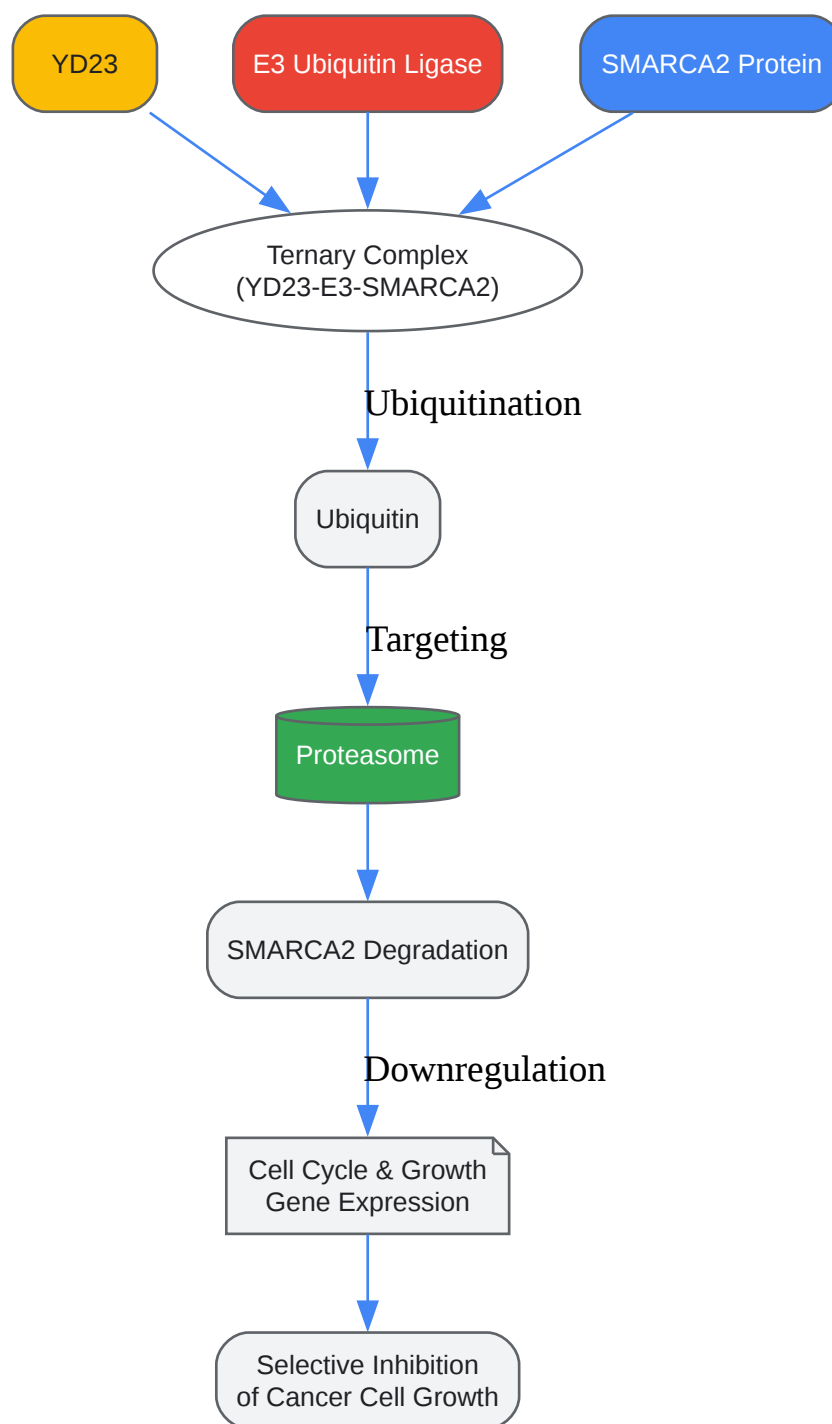 YD23
E3 Ubiquitin Ligase
SMARCA2 Protein
Ternary Complex
(YD23-E3-SMARCA2)
Ubiquitination
Ubiquitin
Targeting
Proteasome
SMARCA2 Degradation
Downregulation
Cell Cycle & Growth
Gene Expression
Selective Inhibition
of Cancer Cell Growth